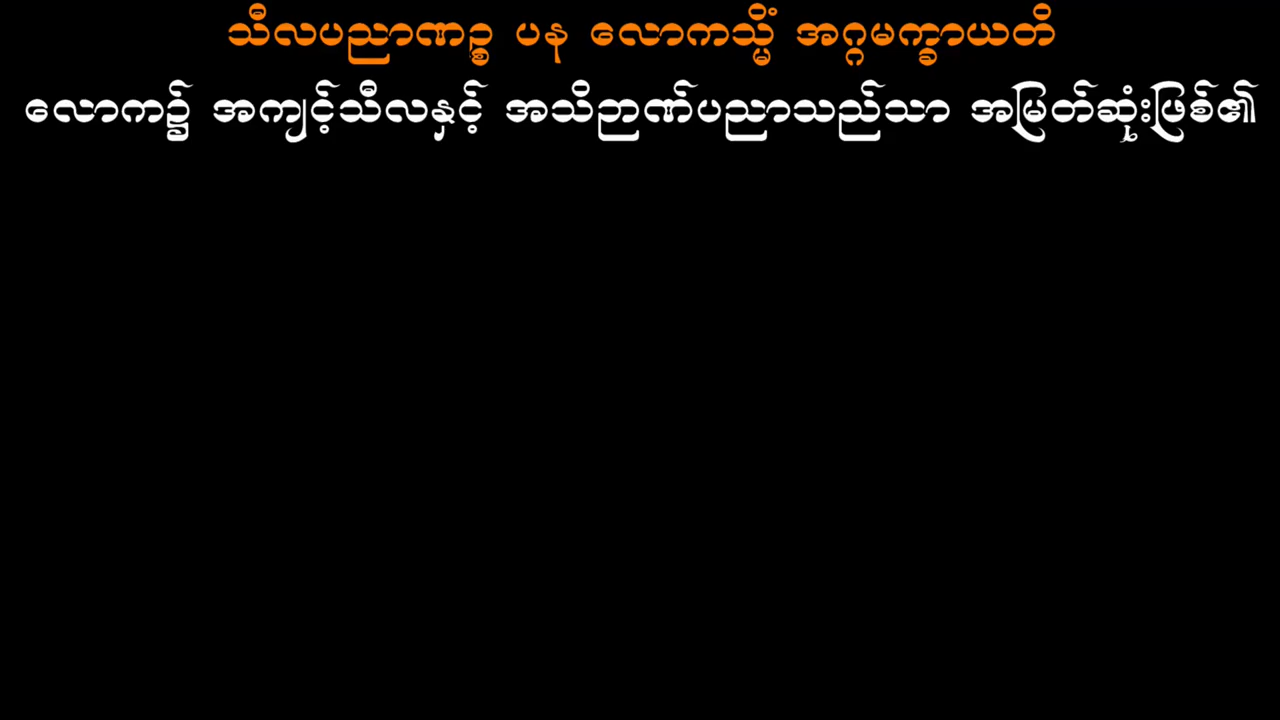 သီလပညာဏဉ္စ ပန လောကသ္မိံ အဂ္ဂမက္ခာယတိ
လောက၌ အကျင့်သီလနှင့် အသိဉာဏ်ပညာသည်သာ အမြတ်ဆုံးဖြစ်၏